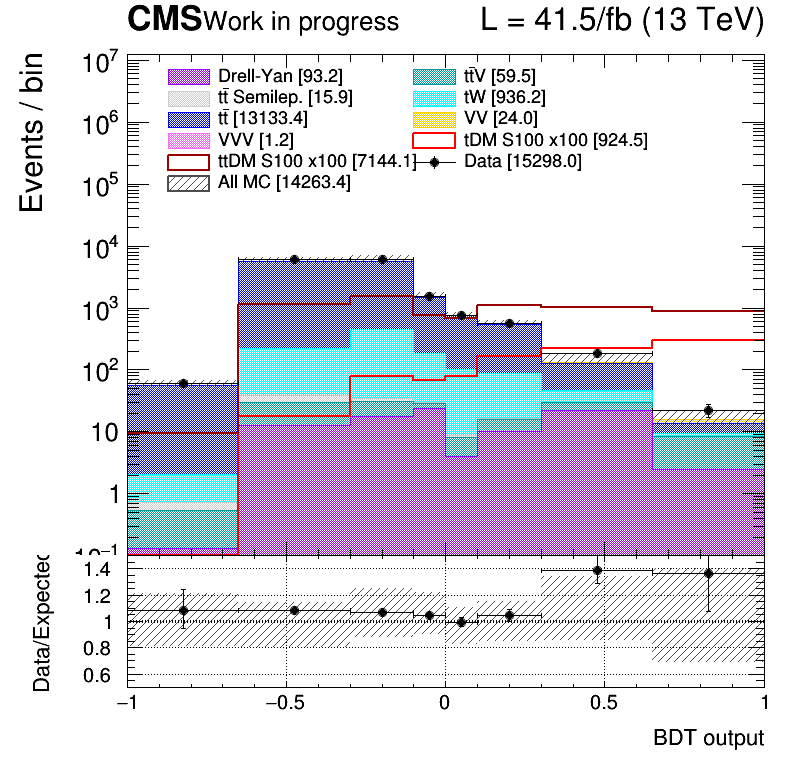 CMS Work in progress L = 41.5/fb (13 TeV)
Events / bin
10⁷
10⁶
10⁵
10⁴
10³
10²
10
1
10⁻¹
Drell-Yan [93.2] tt̄V [59.5]
tt̄ Semilep. [15.9] tW [936.2]
tt̄ [13133.4] VV [24.0]
VVV [1.2] tDM S100 x100 [924.5]
ttDM S100 x100 [7144.1] Data [15298.0]
All MC [14263.4]
Data/Expected
1.4
1.2
1
0.8
0.6
−1 −0.5 0 0.5 1
BDT output